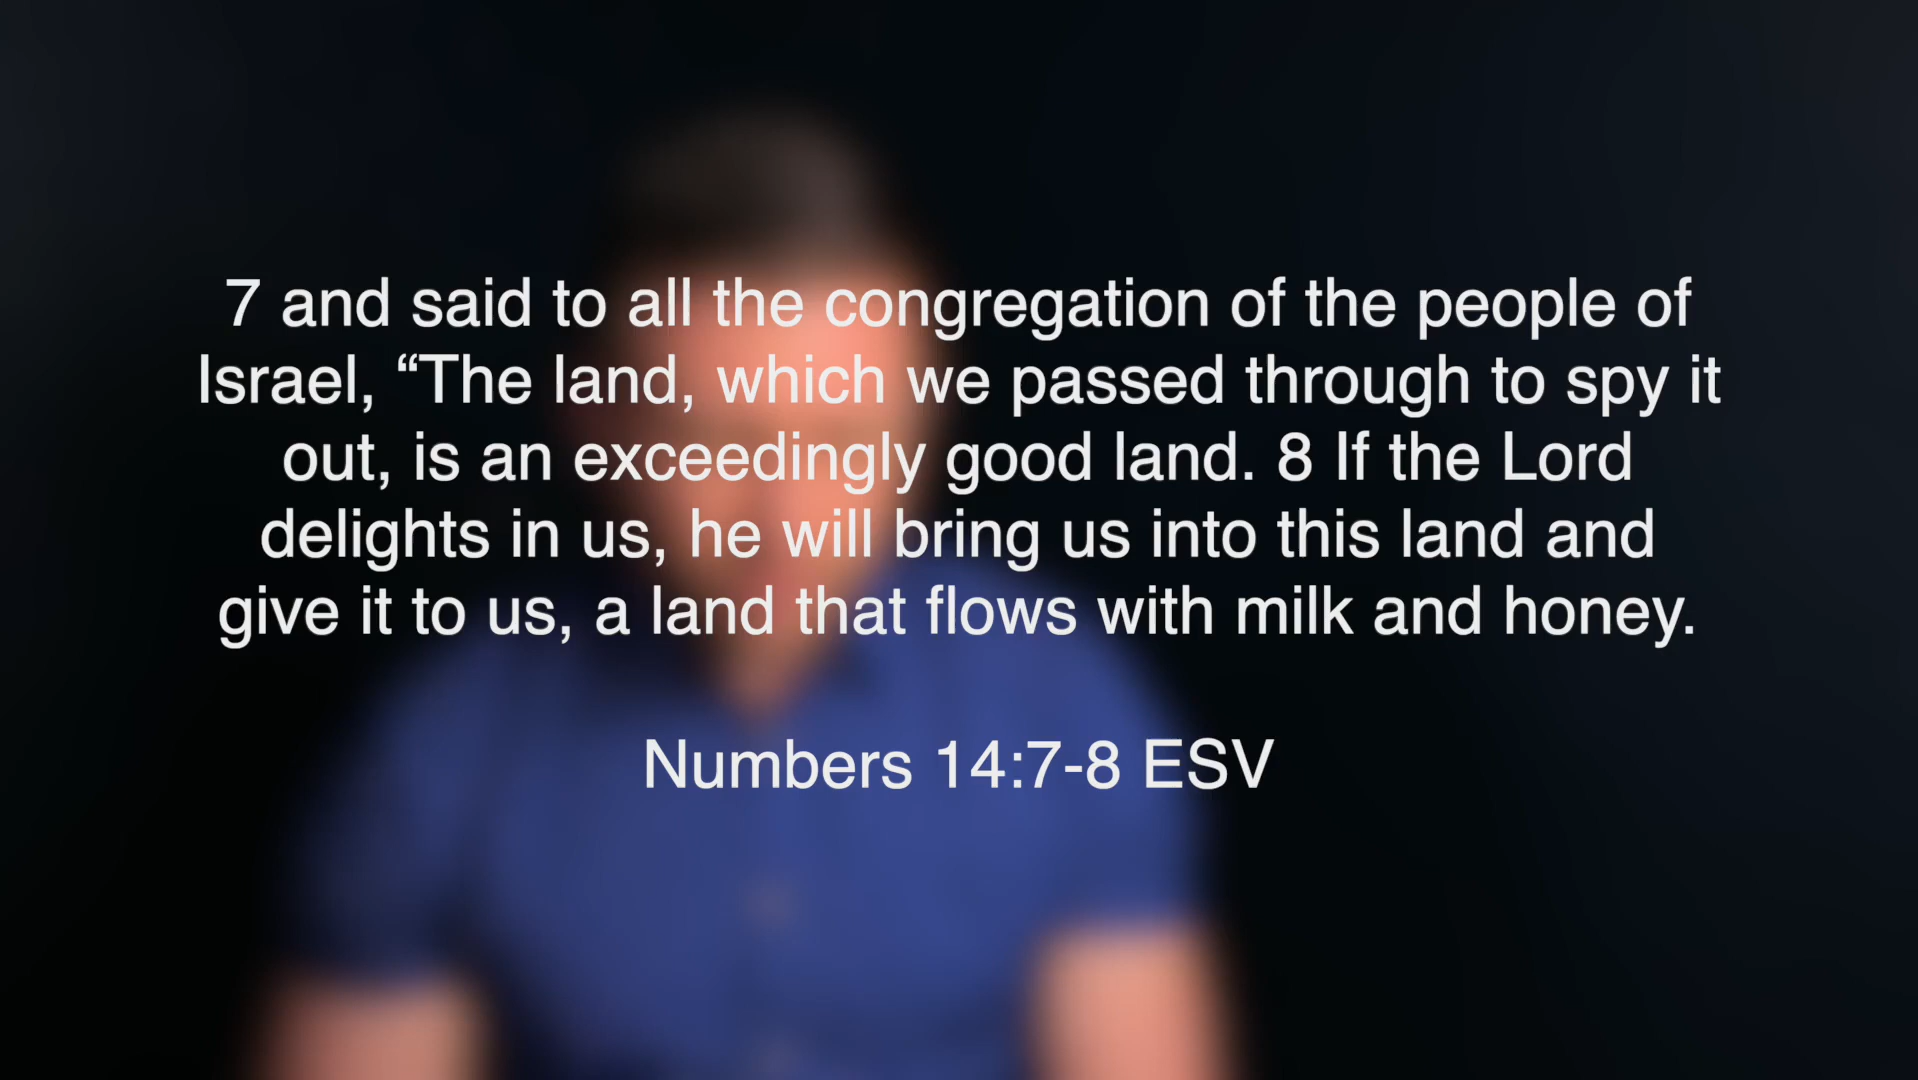 7 and said to all the congregation of the people of
Israel, “The land, which we passed through to spy it
out, is an exceedingly good land. 8 If the Lord
delights in us, he will bring us into this land and
give it to us, a land that flows with milk and honey.
Numbers 14:7-8 ESV